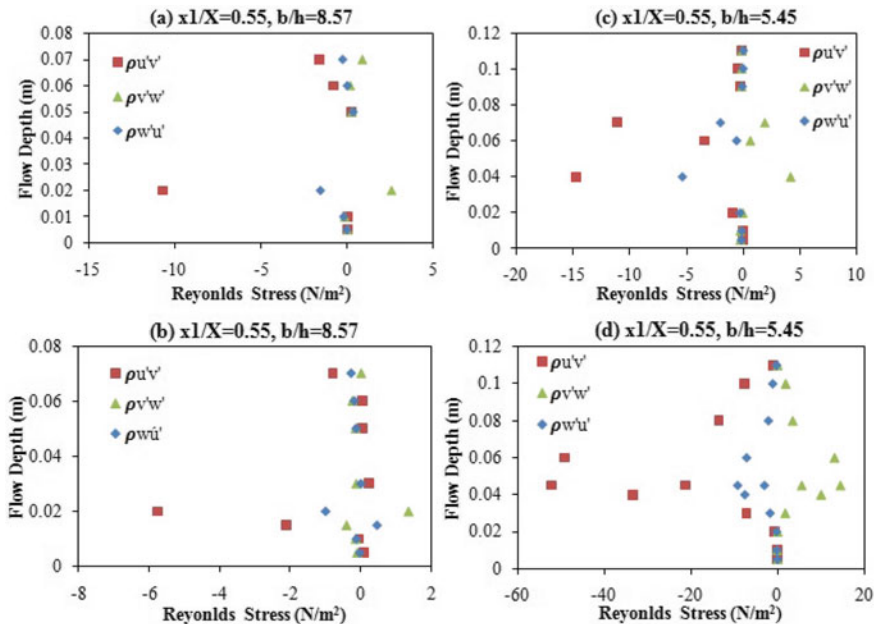 (a) x1/X=0.55, b/h=8.57
0.08
0.07
0.06
0.05
0.04
0.03
0.02
0.01
0
Flow Depth (m)
ρu'v'
ρv'w'
ρw'u'
-15 -10 -5 0 5
Reyonlds Stress (N/m²)
(c) x1/X=0.55, b/h=5.45
0.12
0.1
0.08
0.06
0.04
0.02
0
Flow Depth (m)
ρu'v'
ρv'w'
ρw'u'
-20 -15 -10 -5 0 5 10
Reyonlds Stress (N/m²)
(b) x1/X=0.55, b/h=8.57
0.08
0.06
0.04
0.02
0
Flow Depth (m)
ρu'v'
ρv'w'
ρwú'
-8 -6 -4 -2 0 2
Reyonlds Stress (N/m²)
(d) x1/X=0.55, b/h=5.45
0.12
0.1
0.08
0.06
0.04
0.02
0
Flow Depth (m)
ρu'v'
ρv'w'
ρw'u'
-60 -40 -20 0 20
Reyonlds Stress (N/m²)